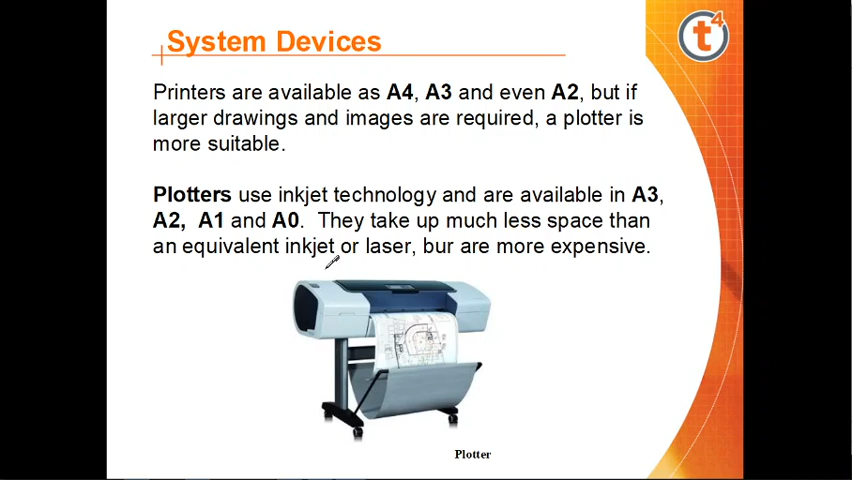 System Devices
t4
Printers are available as A4, A3 and even A2, but if
larger drawings and images are required, a plotter is
more suitable.
Plotters use inkjet technology and are available in A3,
A2, A1 and A0. They take up much less space than
an equivalent inkjet or laser, bur are more expensive.
Plotter